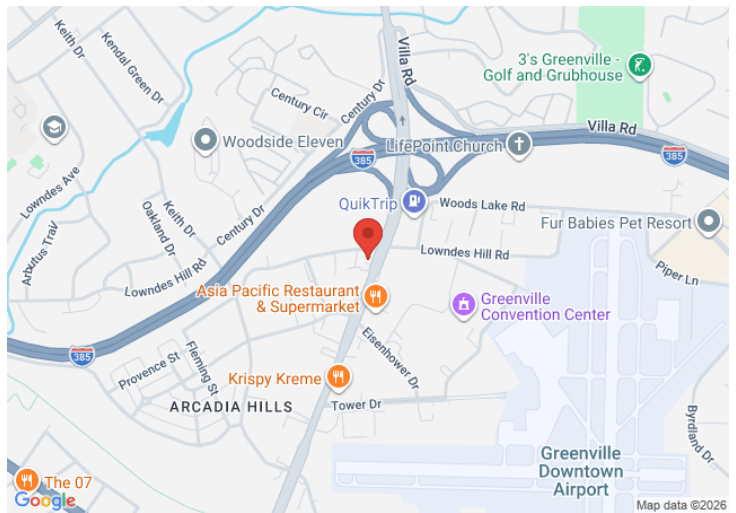 Keith Dr
Kendal Green Dr
Villa Rd
3's Greenville -
Golf and Grubhouse
Century Cir
Century Dr
Villa Rd
Woodside Eleven
LifePoint Church
385
385
Lowndes Ave
QuikTrip
Woods Lake Rd
Keith Dr
Oakland Dr
Century Dr
Arbutus Trail
Fur Babies Pet Resort
Lowndes Hill Rd
Lowndes Hill Rd
Piper Ln
Asia Pacific Restaurant
& Supermarket
Greenville
Convention Center
385
Provence St
Fleming St
Eisenhower Dr
Krispy Kreme
ARCADIA HILLS
Tower Dr
Byrdland Dr
Greenville
Downtown
Airport
The 07
Google
Map data ©2026